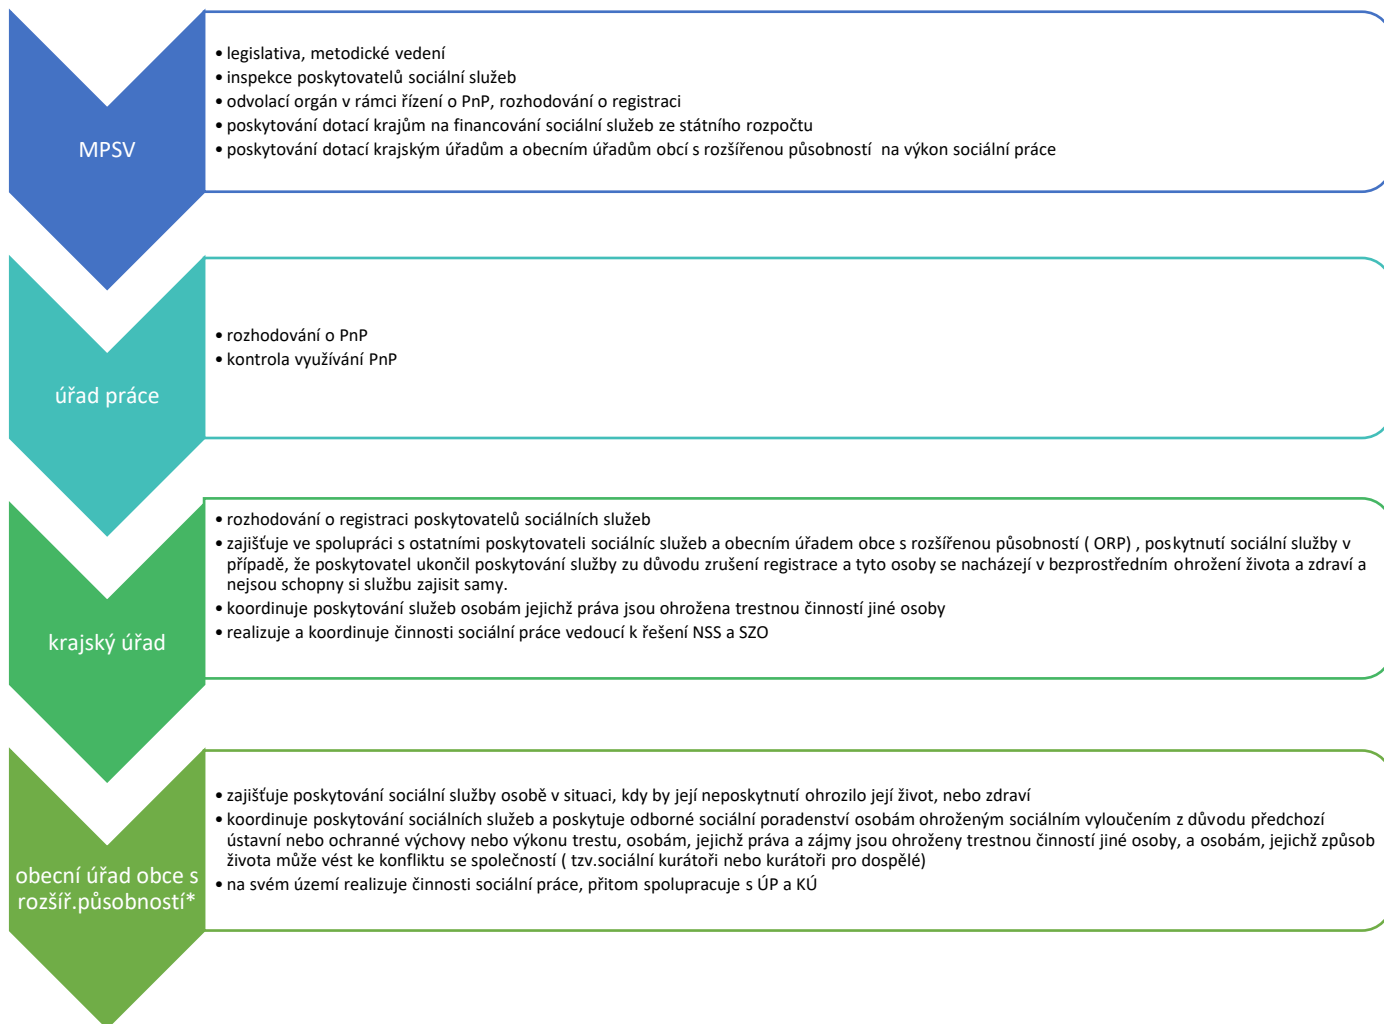 MPSV
• legislativa, metodické vedení
• inspekce poskytovatelů sociální služeb
• odvolací orgán v rámci řízení o PnP, rozhodování o registraci
• poskytování dotací krajům na financování sociální služeb ze státního rozpočtu
• poskytování dotací krajským úřadům a obecním úřadům obcí s rozšířenou působností na výkon sociální práce
úřad práce
• rozhodování o PnP
• kontrola využívání PnP
krajský úřad
• rozhodování o registraci poskytovatelů sociálních služeb
• zajišťuje ve spolupráci s ostatními poskytovateli sociálníc služeb a obecním úřadem obce s rozšířenou působností ( ORP) , poskytnutí sociální služby v
případě, že poskytovatel ukončil poskytování služby zu důvodu zrušení registrace a tyto osoby se nacházejí v bezprostředním ohrožení života a zdraví a
nejsou schopny si službu zajisit samy.
• koordinuje poskytování služeb osobám jejichž práva jsou ohrožena trestnou činností jiné osoby
• realizuje a koordinuje činnosti sociální práce vedoucí k řešení NSS a SZO
obecní úřad obce s
rozšíř.působností*
• zajišťuje poskytování sociální služby osobě v situaci, kdy by její neposkytnutí ohrozilo její život, nebo zdraví
• koordinuje poskytování sociálních služeb a poskytuje odborné sociální poradenství osobám ohroženým sociálním vyloučením z důvodu předchozí
ústavní nebo ochranné výchovy nebo výkonu trestu, osobám, jejichž práva a zájmy jsou ohroženy trestnou činností jiné osoby, a osobám, jejichž způsob
života může vést ke konfliktu se společností ( tzv.sociální kurátoři nebo kurátoři pro dospělé)
• na svém území realizuje činnosti sociální práce, přitom spolupracuje s ÚP a KÚ